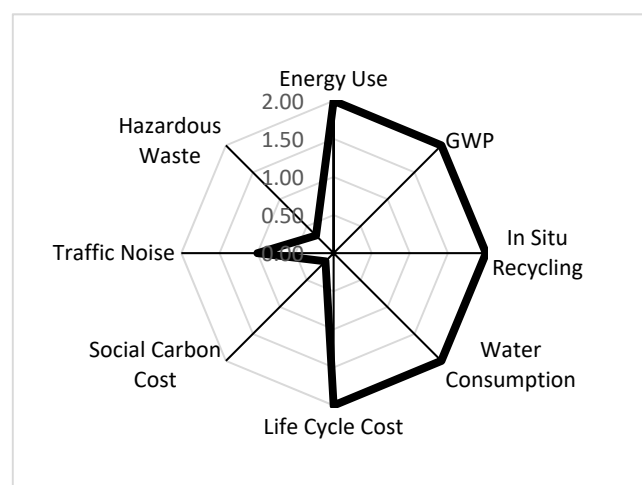 Energy Use
2.00
Hazardous
Waste
1.50
GWP
1.00
0.50
Traffic Noise
0.00
In Situ
Recycling
Social Carbon
Cost
Water
Consumption
Life Cycle Cost